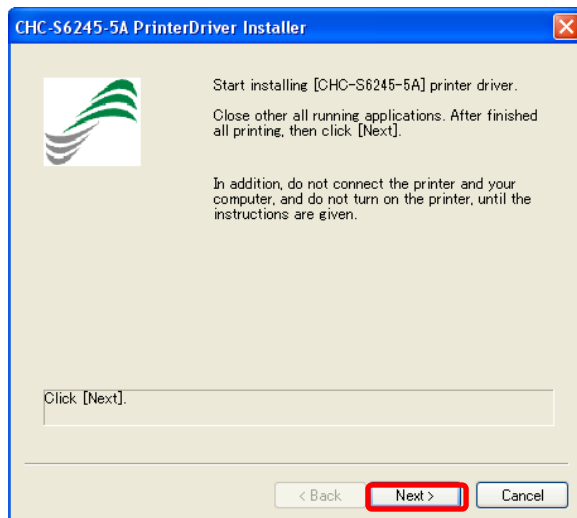 CHC-S6245-5A PrinterDriver Installer
Start installing [CHC-S6245-5A] printer driver.
Close other all running applications. After finished
all printing, then click [Next].
In addition, do not connect the printer and your
computer, and do not turn on the printer, until the
instructions are given.
Click [Next].
< Back
Next >
Cancel